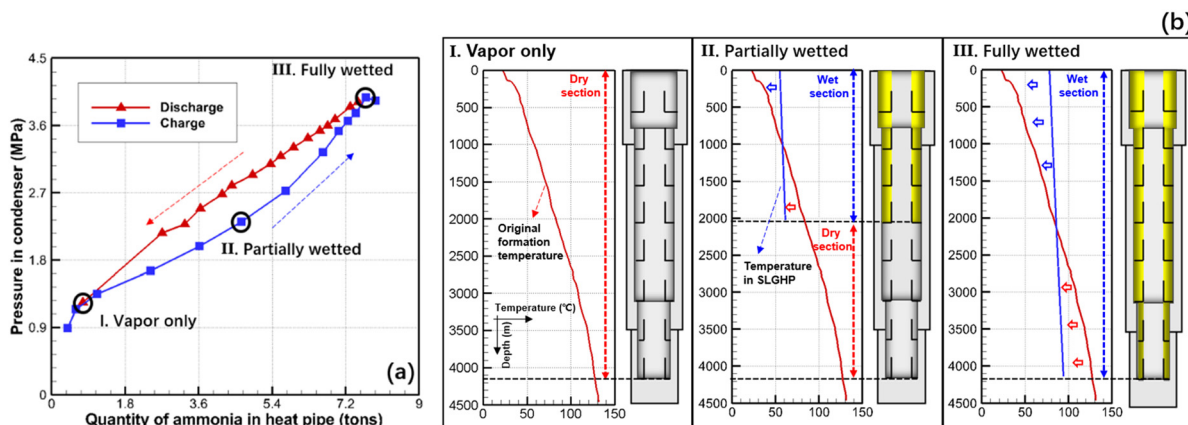 (b)
4.5
3.6
2.7
1.8
0.9
0
0
1.8
3.6
5.4
7.2
Pressure in condenser (MPa)
Quantity of ammonia in heat pipe (tons)
Discharge
Charge
III. Fully wetted
II. Partially wetted
I. Vapor only
(a)
I. Vapor only
0
500
1000
1500
2000
2500
3000
3500
4000
4500
0
50
100
150
Dry
section
Original
formation
temperature
Temperature (℃)
Depth (m)
II. Partially wetted
0
500
1000
1500
2000
2500
3000
3500
4000
4500
0
50
100
150
Wet
section
Dry
section
Temperature
in SLGHP
III. Fully wetted
0
500
1000
1500
2000
2500
3000
3500
4000
4500
0
50
100
150
Wet
section